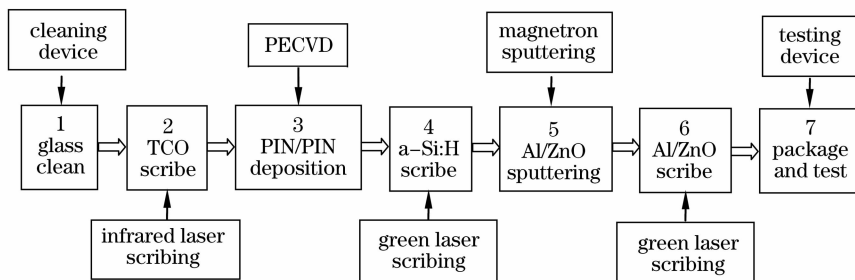 cleaning
device
PECVD
magnetron
sputtering
testing
device
1
glass
clean
2
TCO
scribe
3
PIN/PIN
deposition
4
a-Si:H
scribe
5
Al/ZnO
sputtering
6
Al/ZnO
scribe
7
package
and test
infrared laser
scribing
green laser
scribing
green laser
scribing